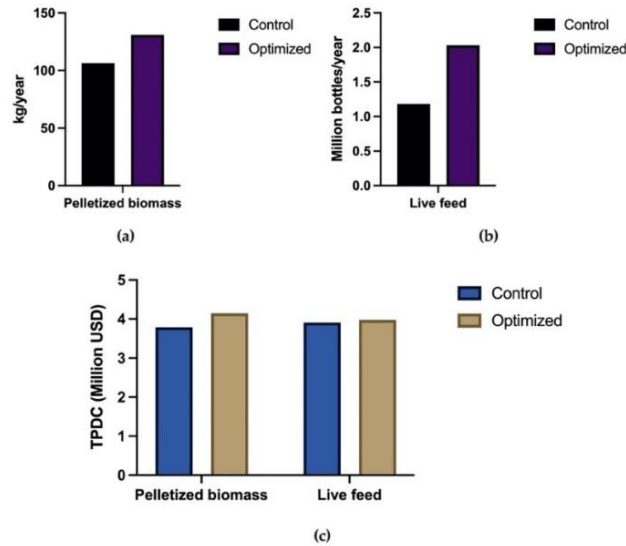 150
100
50
0
kg/year
Pelletized biomass
Control
Optimized
(a)
2.5
2.0
1.5
1.0
0.5
0.0
Million bottles/year
Live feed
Control
Optimized
(b)
5
4
3
2
1
0
TPDC (Million USD)
Pelletized biomass
Live feed
Control
Optimized
(c)